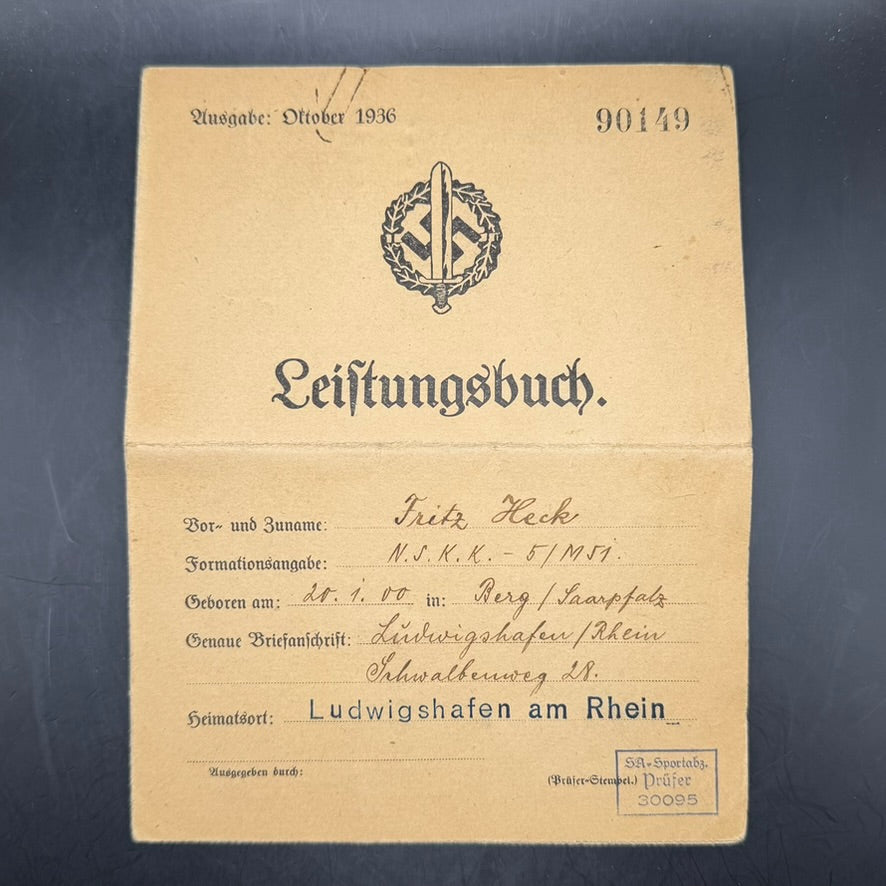 Ausgabe: Oktober 1936
90149
Leistungsbuch.
Vor- und Zuname: Fritz Heck
Formationsangabe: N.S.K.K. - 5/M51.
Geboren am: 20. 1. 00 in: Berg / Saarpfalz
Genaue Briefanschrift: Ludwigshafen / Rhein
Schwalbenweg 28.
Heimatsort: Ludwigshafen am Rhein
Ausgegeben durch:
(Prüfer-Stempel.)
SA-Sportabz.
Prüfer
30095